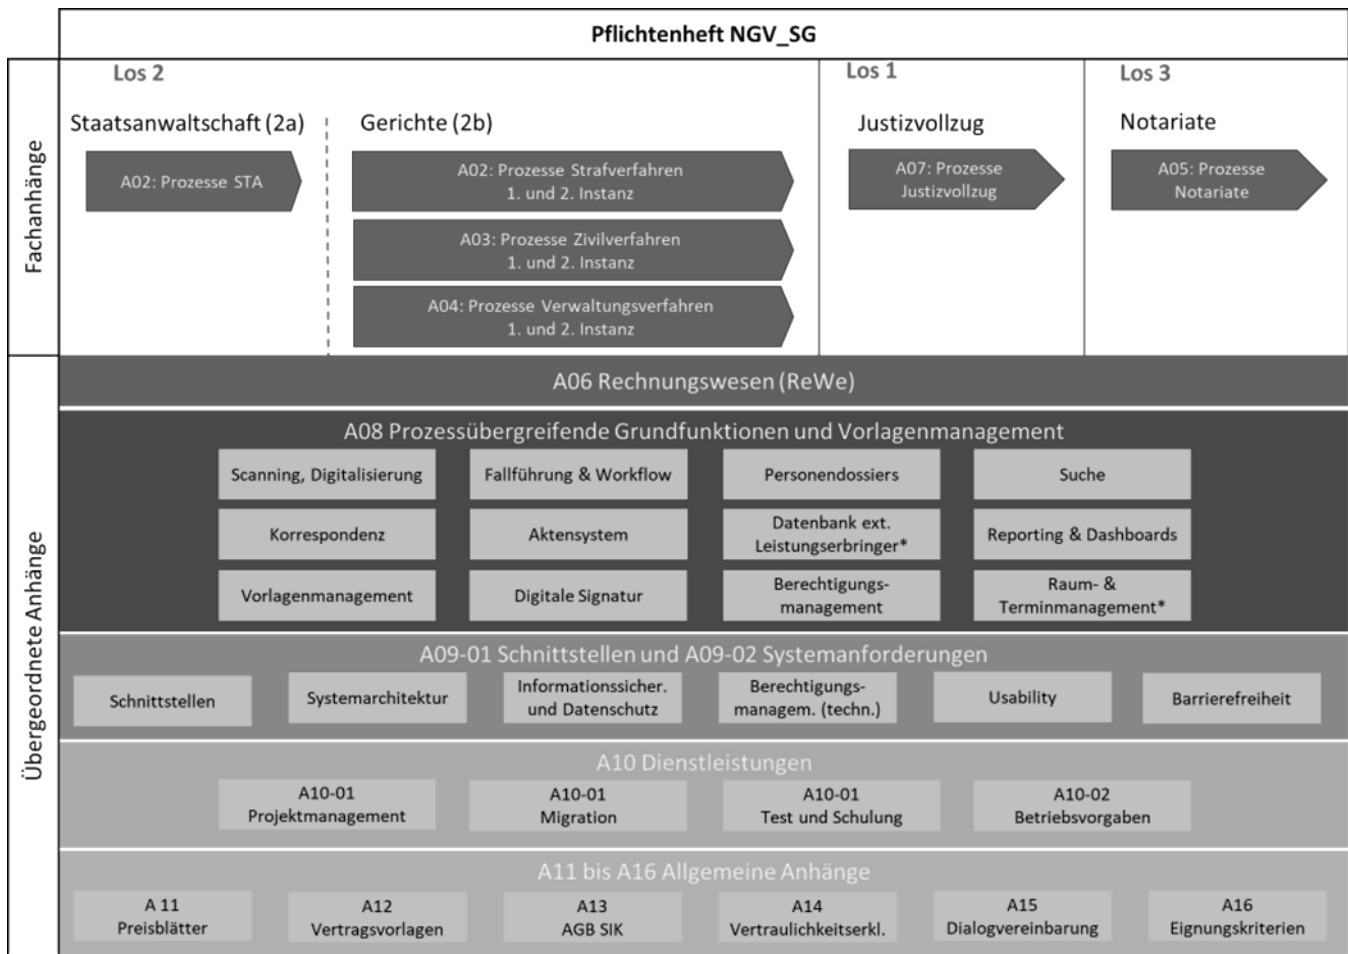 Pflichtenheft NGV_SG
Fachanhänge
Los 2
Los 1
Los 3
Staatsanwaltschaft (2a)
Gerichte (2b)
Justizvollzug
Notariate
A02: Prozesse STA
A02: Prozesse Strafverfahren
1. und 2. Instanz
A03: Prozesse Zivilverfahren
1. und 2. Instanz
A04: Prozesse Verwaltungsverfahren
1. und 2. Instanz
A07: Prozesse
Justizvollzug
A05: Prozesse
Notariate
Übergeordnete Anhänge
A06 Rechnungswesen (ReWe)
A08 Prozessübergreifende Grundfunktionen und Vorlagenmanagement
Scanning, Digitalisierung
Fallführung & Workflow
Personendossiers
Suche
Korrespondenz
Aktensystem
Datenbank ext.
Leistungserbringer*
Reporting & Dashboards
Vorlagenmanagement
Digitale Signatur
Berechtigungs-
management
Raum- &
Terminmanagement*
A09-01 Schnittstellen und A09-02 Systemanforderungen
Schnittstellen
Systemarchitektur
Informationssicher.
und Datenschutz
Berechtigungs-
managem. (techn.)
Usability
Barrierefreiheit
A10 Dienstleistungen
A10-01
Projektmanagement
A10-01
Migration
A10-01
Test und Schulung
A10-02
Betriebsvorgaben
A11 bis A16 Allgemeine Anhänge
A 11
Preisblätter
A12
Vertragsvorlagen
A13
AGB SIK
A14
Vertraulichkeitserkl.
A15
Dialogvereinbarung
A16
Eignungskriterien